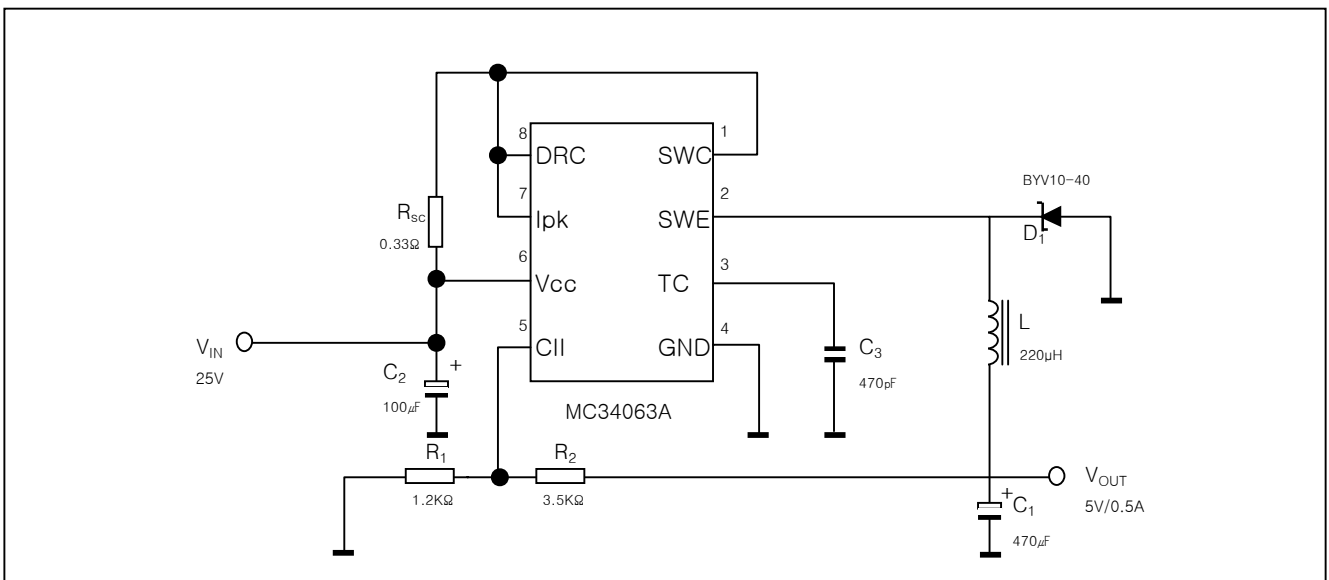 8
1
DRC
SWC
BYV10-40
7
2
Ipk
SWE
Rsc
0.33Ω
D1
6
3
Vcc
TC
5
4
L
220μH
VIN
25V
CII
GND
C3
470pF
C2
+
100μF
MC34063A
R1
1.2KΩ
R2
3.5KΩ
VOUT
5V/0.5A
+
C1
470μF